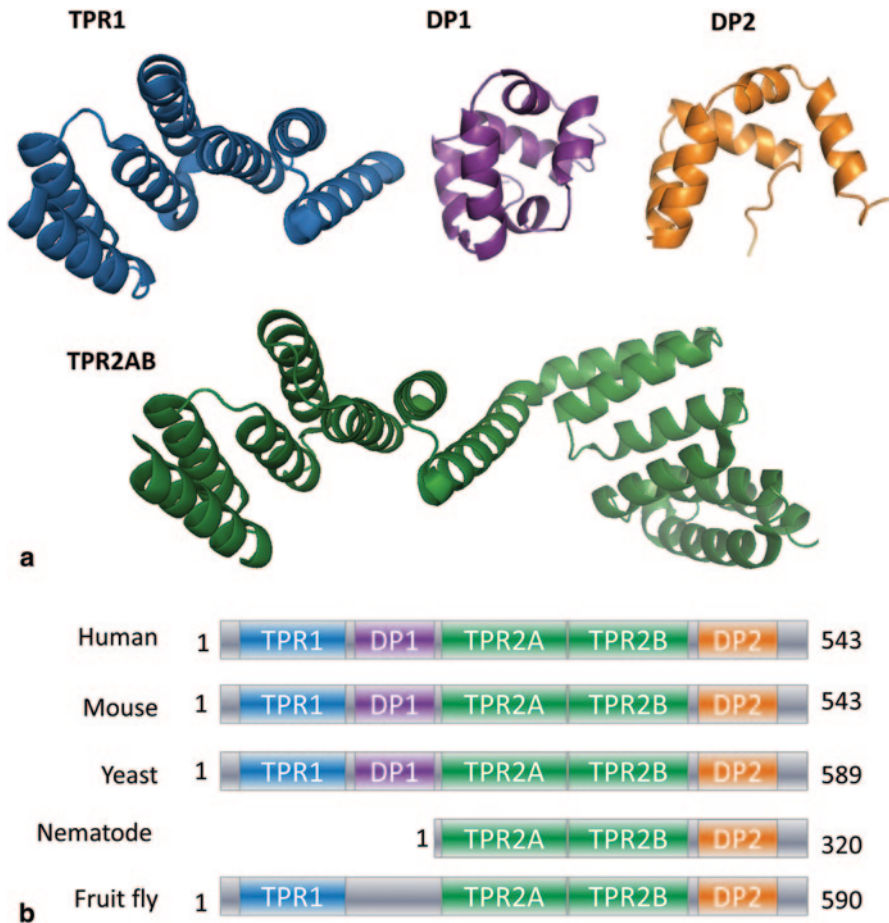 TPR1 DP1 DP2
TPR2AB
a
Human 1 TPR1 DP1 TPR2A TPR2B DP2 543
Mouse 1 TPR1 DP1 TPR2A TPR2B DP2 543
Yeast 1 TPR1 DP1 TPR2A TPR2B DP2 589
Nematode 1 TPR2A TPR2B DP2 320
b Fruit fly 1 TPR1 TPR2A TPR2B DP2 590